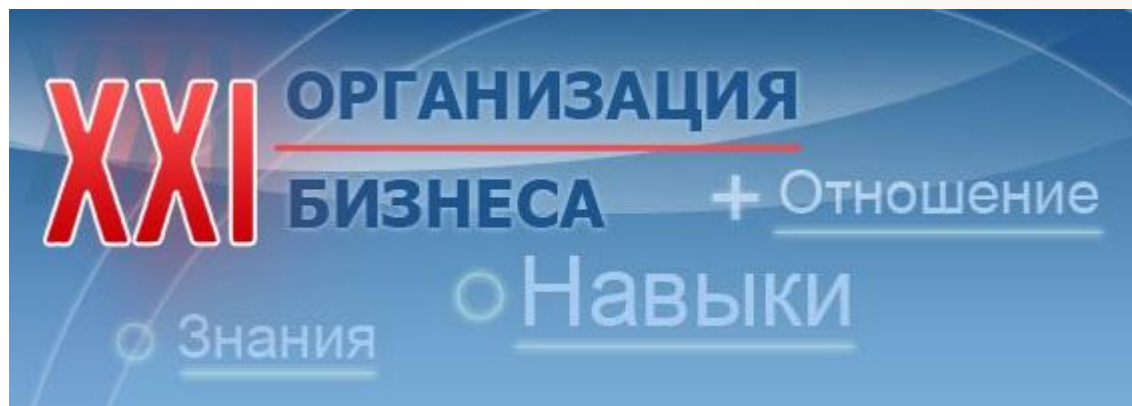 XXI
ОРГАНИЗАЦИЯ
БИЗНЕСА
+ Отношение
Навыки
Знания